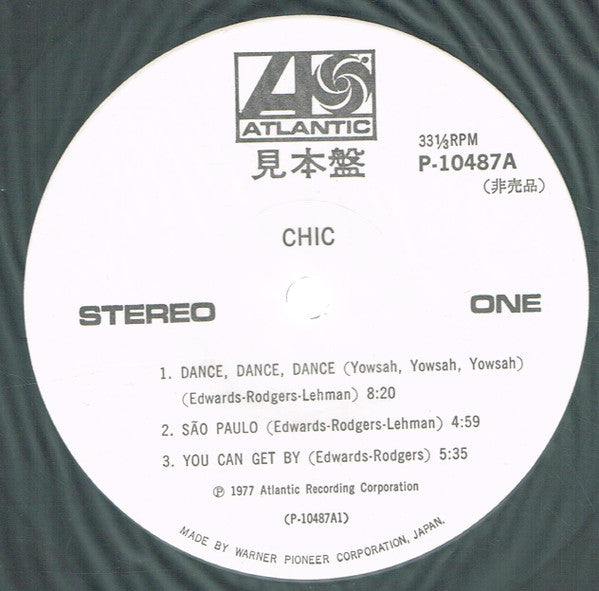 ATLANTIC
見本盤
33⅓RPM
P-10487A
(非売品)
CHIC
STEREO
ONE
1. DANCE, DANCE, DANCE (Yowsah, Yowsah, Yowsah)
(Edwards-Rodgers-Lehman) 8:20
2. SÃO PAULO (Edwards-Rodgers-Lehman) 4:59
3. YOU CAN GET BY (Edwards-Rodgers) 5:35
℗ 1977 Atlantic Recording Corporation
(P-10487A1)
MADE BY WARNER PIONEER CORPORATION, JAPAN.